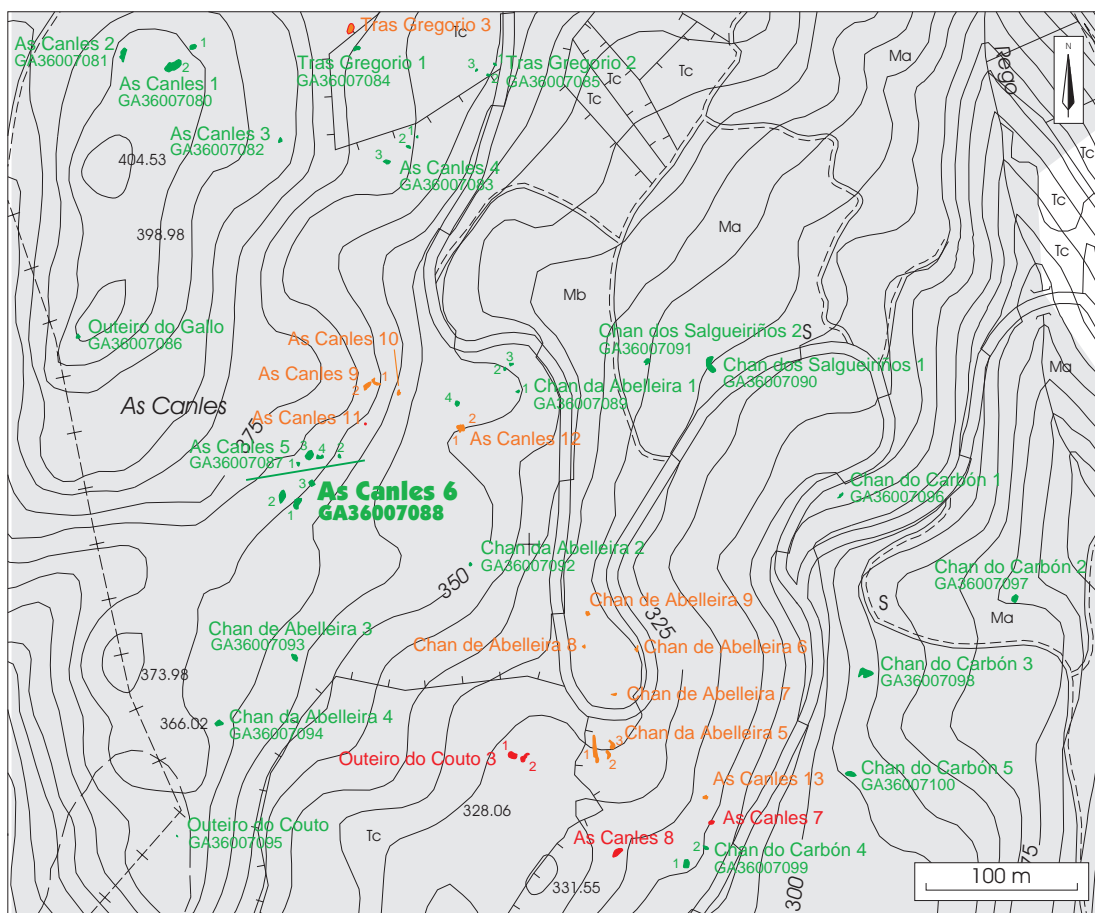 Tras Gregorio 3
Tc
rego
N
As Canles 2
GA36007081
1
2
As Canles 1
GA36007080
Tras Gregorio 1
GA36007084
3
1
2
Tras Gregorio 2
GA36007085
Tc
Tc
Tc
Ma
As Canles 3
GA36007082
1
2
3
As Canles 4
GA36007083
404.53
Tc
Tc
Tc
398.98
Ma
Mb
Outeiro do Gallo
GA36007086
As Canles 10
As Canles 9
1
2
3
2
1
Chan da Abelleira 1
GA36007089
Chan dos Salgueiriños 2
GA36007091
S
Chan dos Salgueiriños 1
GA36007090
Ma
As Canles
As Canles 11
4
2
1
As Canles 12
375
As Canles 5
GA36007087
1
3
4
2
3
2
1
As Canles 6
GA36007088
Chan do Carbón 1
GA36007096
Chan da Abelleira 2
GA36007092
350
Chan do Carbón 2
GA36007097
S
Ma
Chan de Abelleira 9
325
Chan de Abelleira 3
GA36007093
Chan de Abelleira 8
Chan de Abelleira 6
373.98
Chan do Carbón 3
GA36007098
Chan de Abelleira 7
366.02
Chan da Abelleira 4
GA36007094
Chan da Abelleira 5
1
2
3
Outeiro do Couto 3
1
2
Chan do Carbón 5
GA36007100
As Canles 13
328.06
As Canles 7
Outeiro do Couto
GA36007095
Tc
As Canles 8
2
1
Chan do Carbón 4
GA36007099
331.55
300
75
100 m